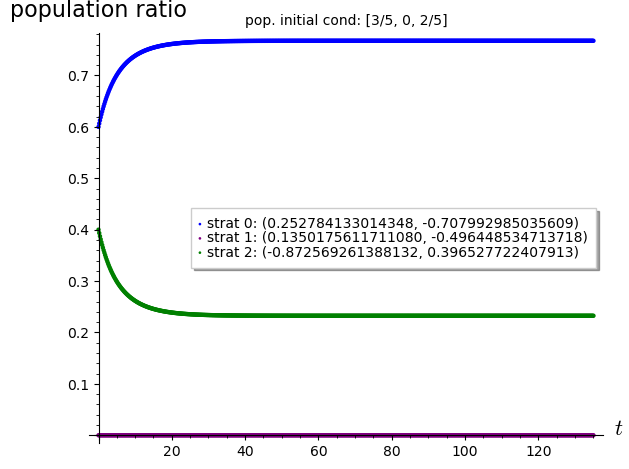 population ratio
pop. initial cond: [3/5, 0, 2/5]
0.7
0.6
0.5
0.4
0.3
0.2
0.1
strat 0: (0.252784133014348, -0.707992985035609)
strat 1: (0.1350175611711080, -0.496448534713718)
strat 2: (-0.872569261388132, 0.396527722407913)
20 40 60 80 100 120
t